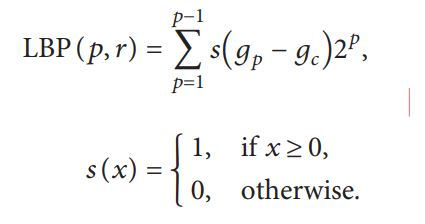 LBP(p, r) = ∑_{p=1}^{p−1} s(g_p − g_c)2^p,
s(x) = { 1, if x ≥ 0,
0, otherwise.